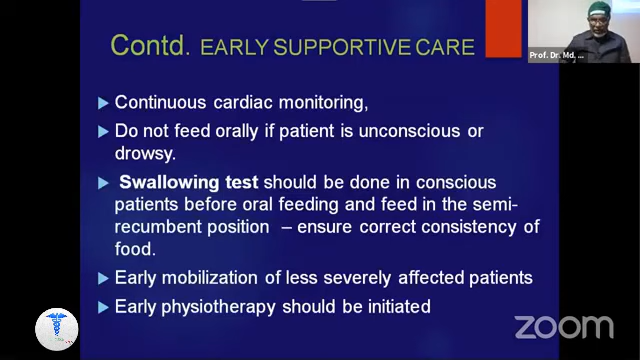 Contd. EARLY SUPPORTIVE CARE
Prof. Dr. Md. ...
Continuous cardiac monitoring,
Do not feed orally if patient is unconscious or
drowsy.
Swallowing test should be done in conscious
patients before oral feeding and feed in the semi-
recumbent position – ensure correct consistency of
food.
Early mobilization of less severely affected patients
Early physiotherapy should be initiated
zoom